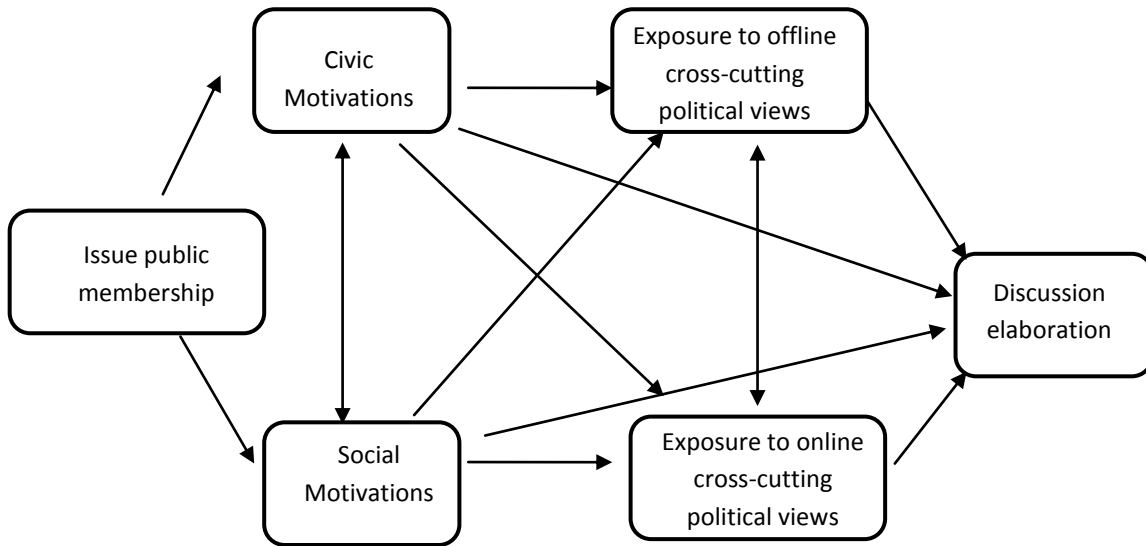 Civic
Motivations
Exposure to offline
cross-cutting
political views
Issue public
membership
Discussion
elaboration
Social
Motivations
Exposure to online
cross-cutting
political views